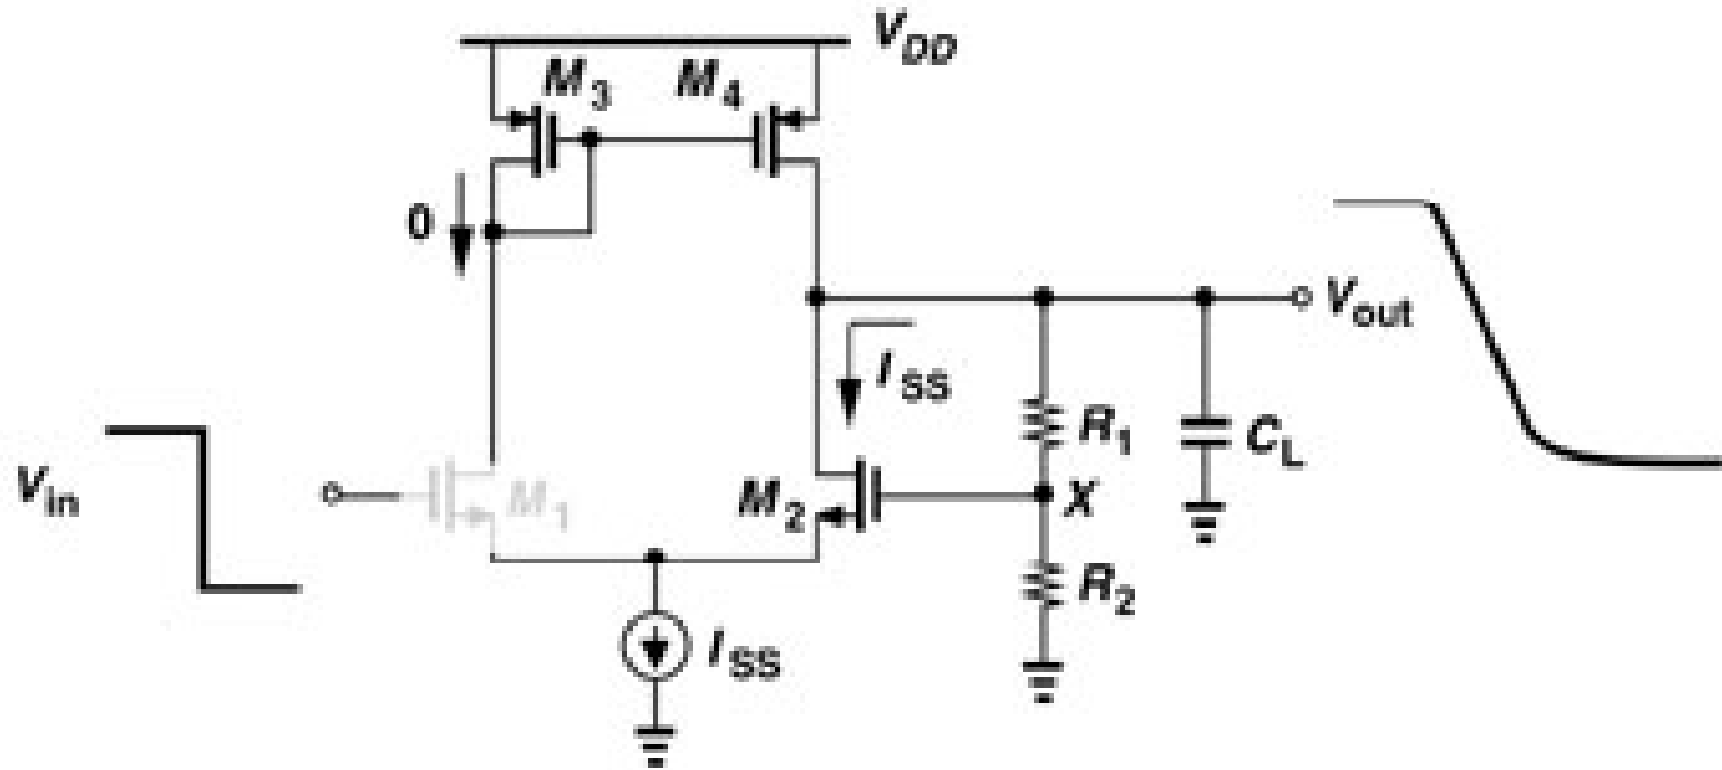 V_DD
M_3
M_4
0
V_out
I_SS
R_1
C_L
V_in
M_1
M_2
X
R_2
I_SS